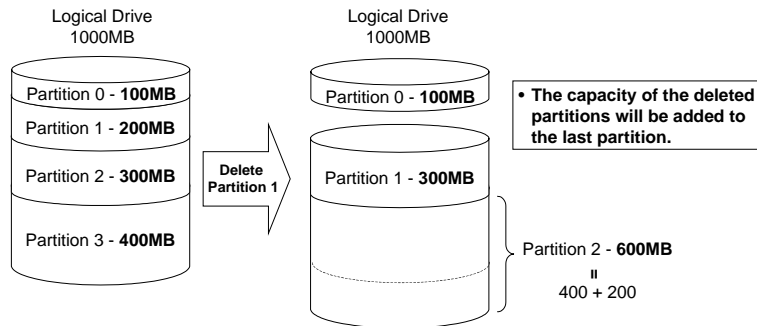 Logical Drive
1000MB
Partition 0 - 100MB
Partition 1 - 200MB
Partition 2 - 300MB
Partition 3 - 400MB
Delete
Partition 1
Logical Drive
1000MB
Partition 0 - 100MB
Partition 1 - 300MB
Partition 2 - 600MB
=
400 + 200
• The capacity of the deleted
partitions will be added to
the last partition.